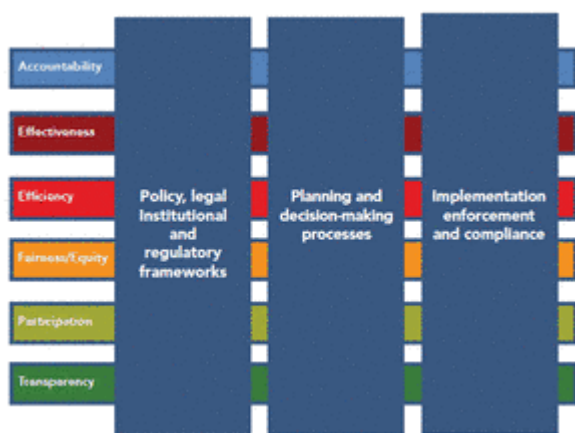 Accountability
Effectiveness
Efficiency
Fairness/Equity
Participation
Transparency
Policy, legal
Institutional
and
regulatory
frameworks
Planning and
decision-making
processes
Implementation
enforcement
and compliance